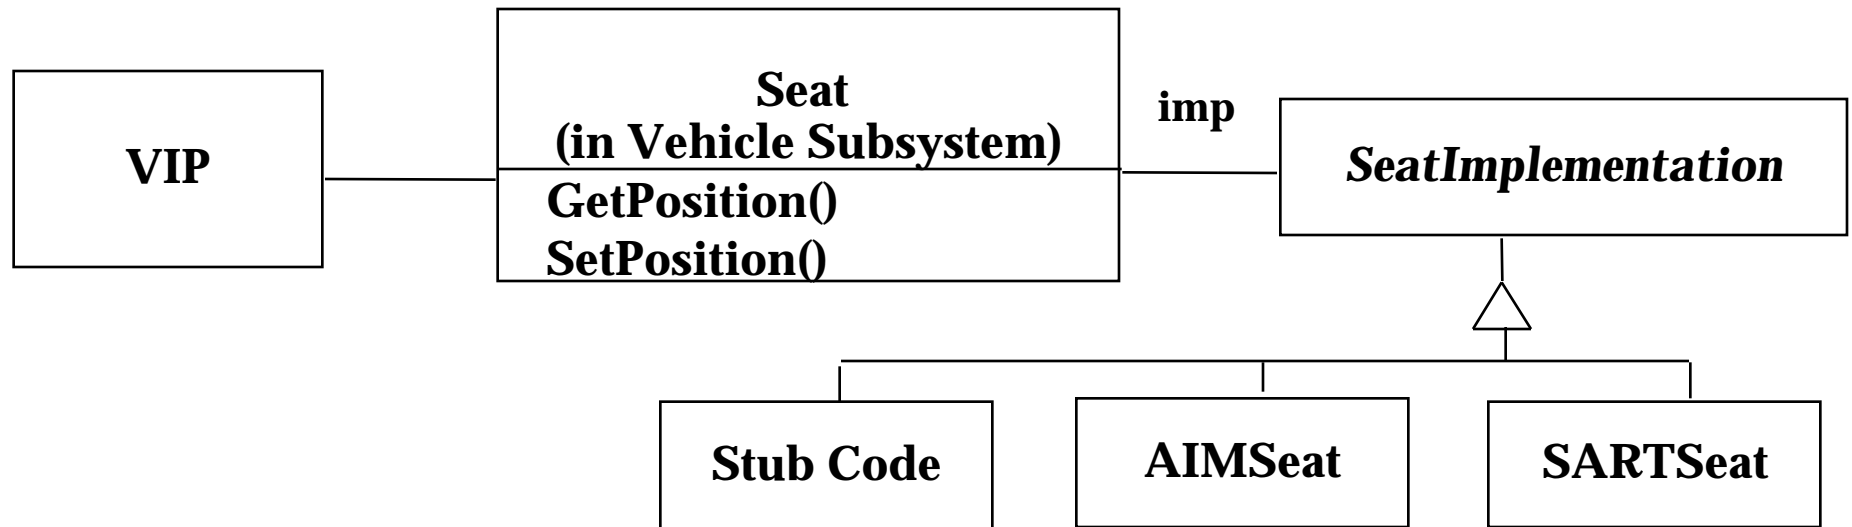 VIP
Seat
(in Vehicle Subsystem)
GetPosition()
SetPosition()
imp
SeatImplementation
Stub Code
AIMSeat
SARTSeat